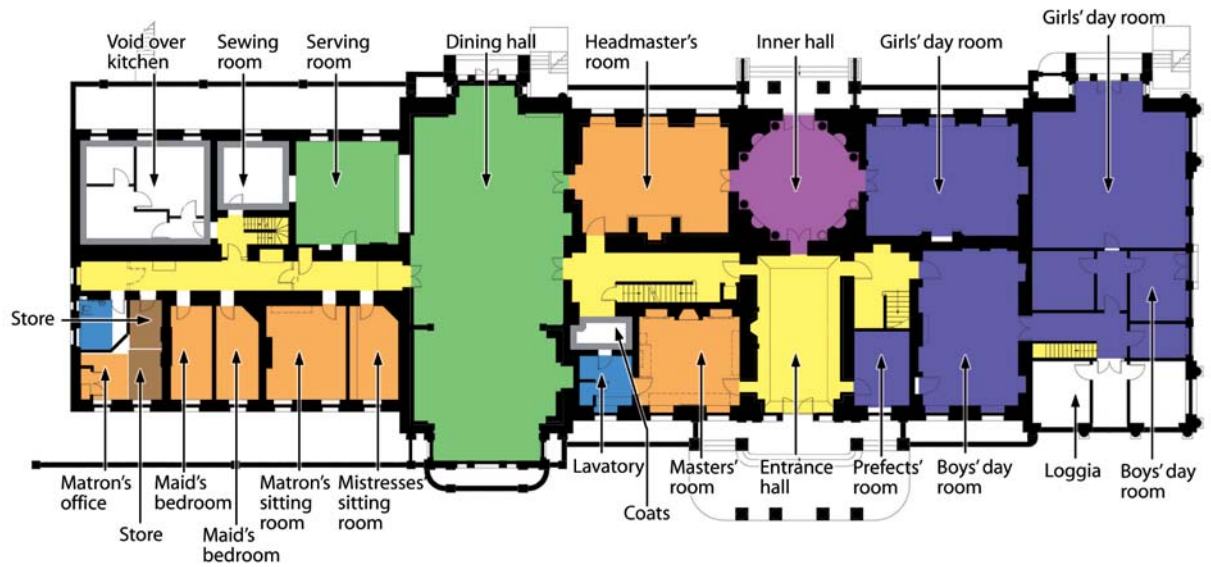 Void over
kitchen
Sewing
room
Serving
room
Dining hall
Headmaster's
room
Inner hall
Girls' day room
Girls' day room
Store
Matron's
office
Store
Maid's
bedroom
Maid's
bedroom
Matron's
sitting
room
Mistresses'
sitting
room
Lavatory
Coats
Masters'
room
Entrance
hall
Prefects'
room
Boys' day
room
Loggia
Boys' day
room